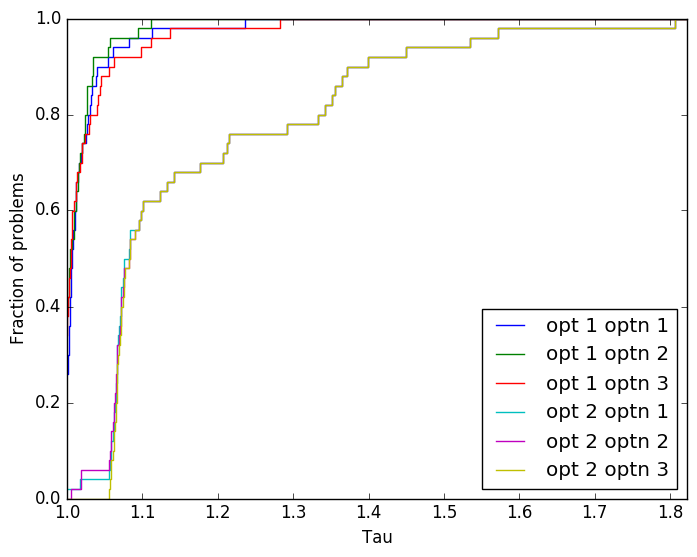 1.0
0.8
0.6
0.4
0.2
0.0
Fraction of problems
opt 1 optn 1
opt 1 optn 2
opt 1 optn 3
opt 2 optn 1
opt 2 optn 2
opt 2 optn 3
1.0 1.1 1.2 1.3 1.4 1.5 1.6 1.7 1.8
Tau